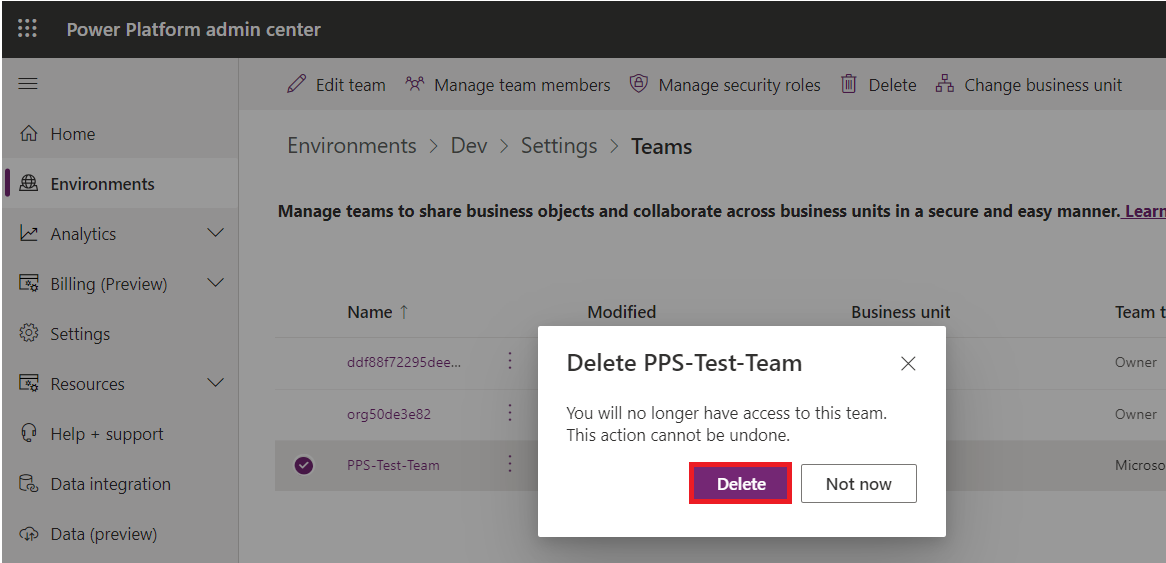 Power Platform admin center
Edit team Manage team members Manage security roles Delete Change business unit
Home
Environments
Analytics
Billing (Preview)
Settings
Resources
Help + support
Data integration
Data (preview)
Environments > Dev > Settings > Teams
Manage teams to share business objects and collaborate across business units in a secure and easy manner. Learn
Name ↑ Modified Business unit Team t
ddf88f72295dee... Owner
org50de3e82 Owner
PPS-Test-Team Microso
Delete PPS-Test-Team
You will no longer have access to this team.
This action cannot be undone.
Delete Not now